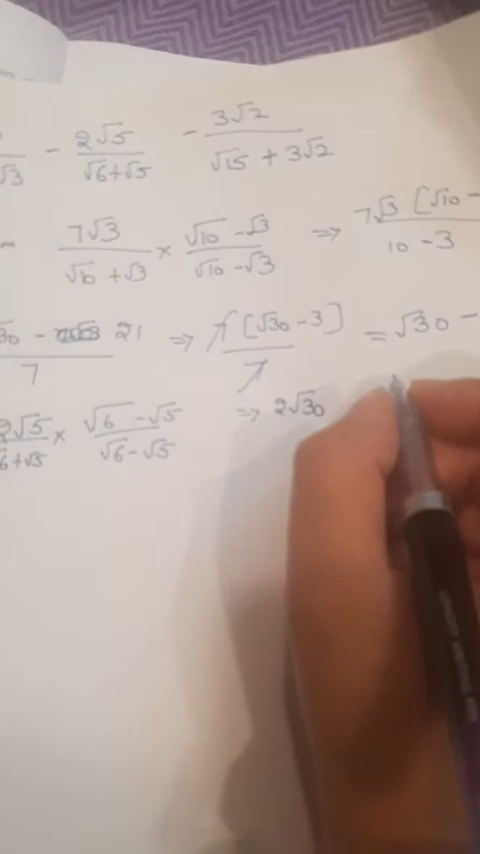 √3 - 2√5/(√6+√5) - 3√2/(√15 + 3√2)
7√3/(√10 + √3) × (√10 - √3)/(√10 - √3) ⇒ 7√3 [√10 -/(10 - 3)
30 - 21/7 ⇒ 7[√30 - 3]/7 = √30 -
2√5/(6+√5) × (√6 - √5)/(√6 - √5) ⇒ 2√30